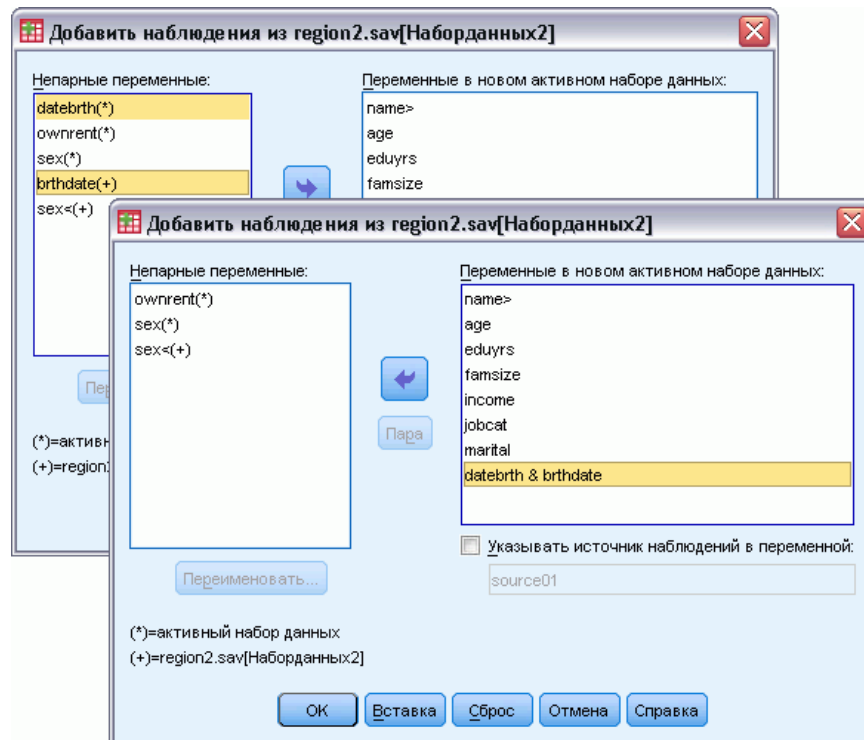 Добавить наблюдения из region2.sav[Наборданных2]
Непарные переменные:
datebrth(*)
ownrent(*)
sex(*)
brthdate(+)
sex<(+)
Переменные в новом активном наборе данных:
name>
age
eduyrs
famsize
(+)=region
Добавить наблюдения из region2.sav[Наборданных2]
Непарные переменные:
ownrent(*)
sex(*)
sex<(+)
Переименовать...
Пара
Переменные в новом активном наборе данных:
name>
age
eduyrs
famsize
income
jobcat
marital
datebrth & brthdate
Указывать источник наблюдений в переменной:
source01
(*)=активный набор данных
(+)=region2.sav[Наборданных2]
OK
Вставка
Сброс
Отмена
Справка